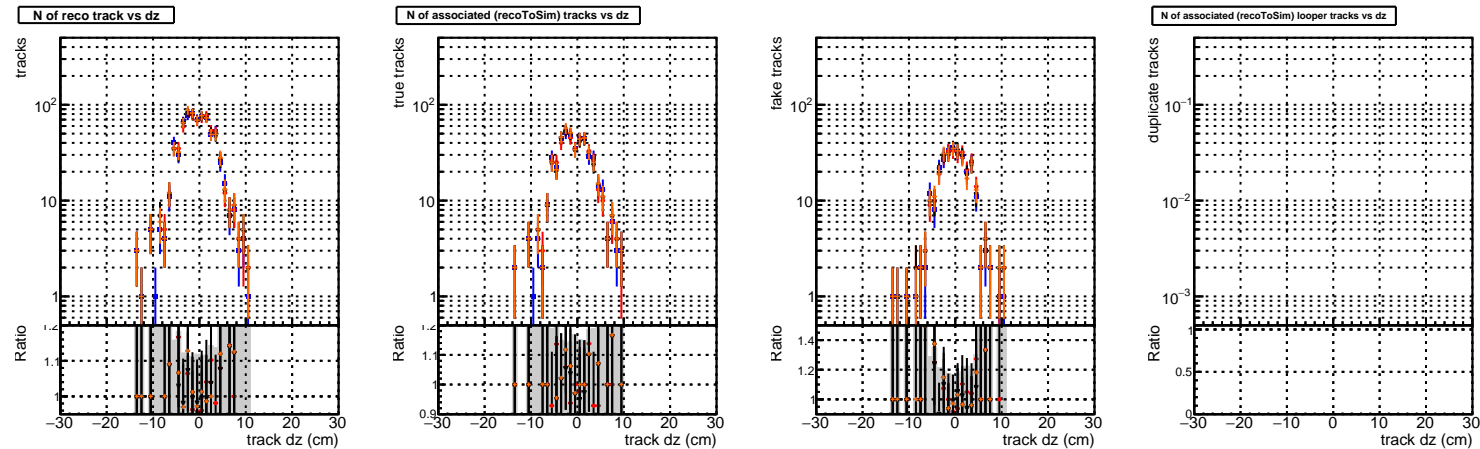 N of reco track vs dz
tracks
10²
10
1
Ratio
1.2
1.1
1
−30 −20 −10 0 10 20 30
track dz (cm)
N of associated (recoToSim) tracks vs dz
true tracks
10²
10
1
Ratio
1.2
1.1
1
0.9
−30 −20 −10 0 10 20 30
track dz (cm)
fake tracks
10²
10
1
Ratio
1.4
1.2
1
−30 −20 −10 0 10 20 30
track dz (cm)
N of associated (recoToSim) looper tracks vs dz
duplicate tracks
10⁻¹
10⁻²
10⁻³
Ratio
1
0.5
0
−30 −20 −10 0 10 20 30
track dz (cm)